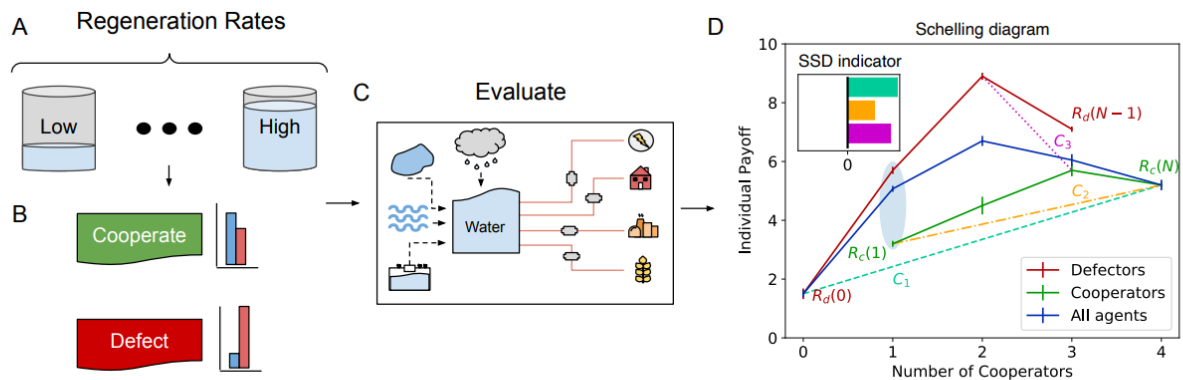 A
Regeneration Rates
Low
High
B
Cooperate
Defect
C
Evaluate
Water
D
Schelling diagram
SSD indicator
0
Individual Payoff
10
8
6
4
2
0
R_d(N − 1)
C_3
R_c(N)
C_2
R_c(1)
C_1
R_d(0)
Defectors
Cooperators
All agents
0 1 2 3 4
Number of Cooperators